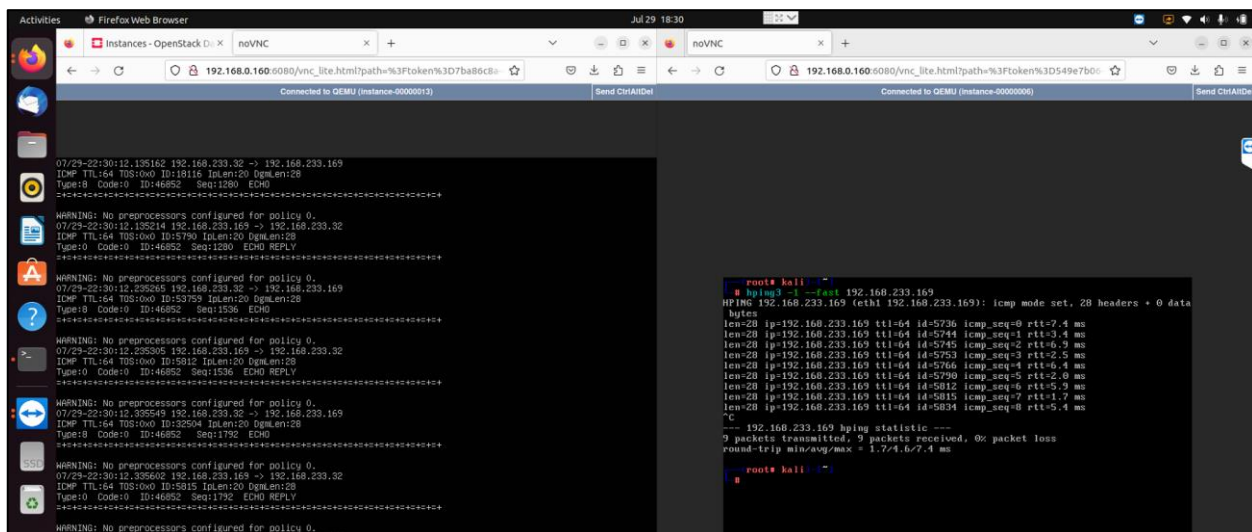 Activities Firefox Web Browser Jul 29 18:30
Instances - OpenStack Da × noVNC × +
192.168.0.160:6080/vnc_lite.html?path=%3Ftoken%3D7ba86c8a-
Connected to QEMU (instance-00000013) Send CtrlAltDel
07/29-22:30:12.135162 192.168.233.32 -> 192.168.233.169
ICMP TTL:64 TOS:0x0 ID:18116 IpLen:20 DgmLen:28
Type:8 Code:0 ID:46852 Seq:1280 ECHO
=+=+=+=+=+=+=+=+=+=+=+=+=+=+=+=+=+=+=+=+=+=+=+=+=+=+=+=+=+=+=+=+=+=+=+=+=+
WARNING: No preprocessors configured for policy 0.
07/29-22:30:12.135214 192.168.233.169 -> 192.168.233.32
ICMP TTL:64 TOS:0x0 ID:5790 IpLen:20 DgmLen:28
Type:0 Code:0 ID:46852 Seq:1280 ECHO REPLY
=+=+=+=+=+=+=+=+=+=+=+=+=+=+=+=+=+=+=+=+=+=+=+=+=+=+=+=+=+=+=+=+=+=+=+=+=+
WARNING: No preprocessors configured for policy 0.
07/29-22:30:12.235265 192.168.233.32 -> 192.168.233.169
ICMP TTL:64 TOS:0x0 ID:53759 IpLen:20 DgmLen:28
Type:8 Code:0 ID:46852 Seq:1536 ECHO
=+=+=+=+=+=+=+=+=+=+=+=+=+=+=+=+=+=+=+=+=+=+=+=+=+=+=+=+=+=+=+=+=+=+=+=+=+
WARNING: No preprocessors configured for policy 0.
07/29-22:30:12.235305 192.168.233.169 -> 192.168.233.32
ICMP TTL:64 TOS:0x0 ID:5812 IpLen:20 DgmLen:28
Type:0 Code:0 ID:46852 Seq:1536 ECHO REPLY
=+=+=+=+=+=+=+=+=+=+=+=+=+=+=+=+=+=+=+=+=+=+=+=+=+=+=+=+=+=+=+=+=+=+=+=+=+
WARNING: No preprocessors configured for policy 0.
07/29-22:30:12.335549 192.168.233.32 -> 192.168.233.169
ICMP TTL:64 TOS:0x0 ID:32504 IpLen:20 DgmLen:28
Type:8 Code:0 ID:46852 Seq:1792 ECHO
=+=+=+=+=+=+=+=+=+=+=+=+=+=+=+=+=+=+=+=+=+=+=+=+=+=+=+=+=+=+=+=+=+=+=+=+=+
WARNING: No preprocessors configured for policy 0.
07/29-22:30:12.335602 192.168.233.169 -> 192.168.233.32
ICMP TTL:64 TOS:0x0 ID:5815 IpLen:20 DgmLen:28
Type:0 Code:0 ID:46852 Seq:1792 ECHO REPLY
=+=+=+=+=+=+=+=+=+=+=+=+=+=+=+=+=+=+=+=+=+=+=+=+=+=+=+=+=+=+=+=+=+=+=+=+=+
WARNING: No preprocessors configured for policy 0.
SSD
noVNC × +
192.168.0.160:6080/vnc_lite.html?path=%3Ftoken%3D549e7b06
Connected to QEMU (instance-00000006) Send CtrlAltDe
root kali ~
# hping3 -1 --fast 192.168.233.169
HPING 192.168.233.169 (eth1 192.168.233.169): icmp mode set, 28 headers + 0 data
bytes
len=28 ip=192.168.233.169 ttl=64 id=5736 icmp_seq=0 rtt=7.4 ms
len=28 ip=192.168.233.169 ttl=64 id=5744 icmp_seq=1 rtt=3.4 ms
len=28 ip=192.168.233.169 ttl=64 id=5745 icmp_seq=2 rtt=6.9 ms
len=28 ip=192.168.233.169 ttl=64 id=5753 icmp_seq=3 rtt=2.5 ms
len=28 ip=192.168.233.169 ttl=64 id=5766 icmp_seq=4 rtt=6.4 ms
len=28 ip=192.168.233.169 ttl=64 id=5790 icmp_seq=5 rtt=2.0 ms
len=28 ip=192.168.233.169 ttl=64 id=5812 icmp_seq=6 rtt=5.9 ms
len=28 ip=192.168.233.169 ttl=64 id=5815 icmp_seq=7 rtt=1.7 ms
len=28 ip=192.168.233.169 ttl=64 id=5834 icmp_seq=8 rtt=5.4 ms
^C
--- 192.168.233.169 hping statistic ---
9 packets transmitted, 9 packets received, 0% packet loss
round-trip min/avg/max = 1.7/4.6/7.4 ms
root kali ~
#